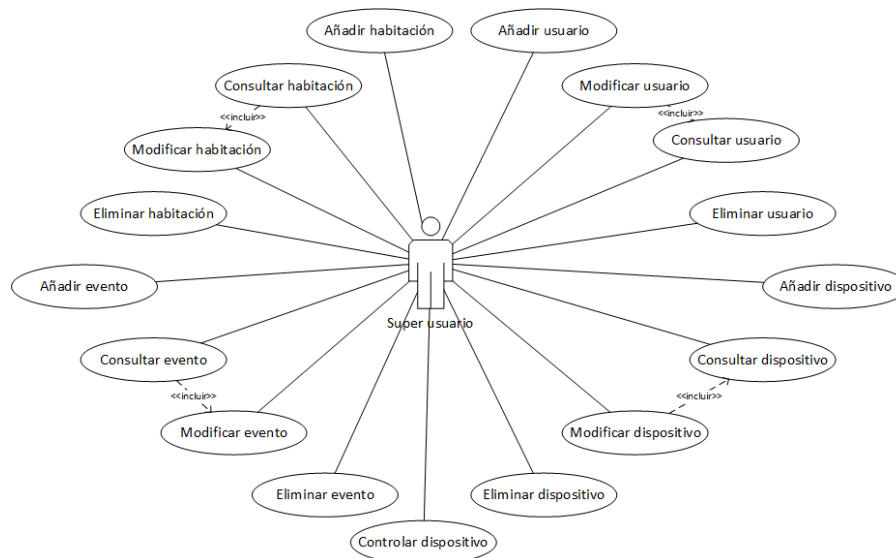 Añadir habitación
Añadir usuario
Consultar habitación
Modificar usuario
<<incluir>>
<<incluir>>
Modificar habitación
Consultar usuario
Eliminar habitación
Eliminar usuario
Añadir evento
Añadir dispositivo
Super usuario
Consultar evento
Consultar dispositivo
<<incluir>>
<<incluir>>
Modificar evento
Modificar dispositivo
Eliminar evento
Eliminar dispositivo
Controlar dispositivo